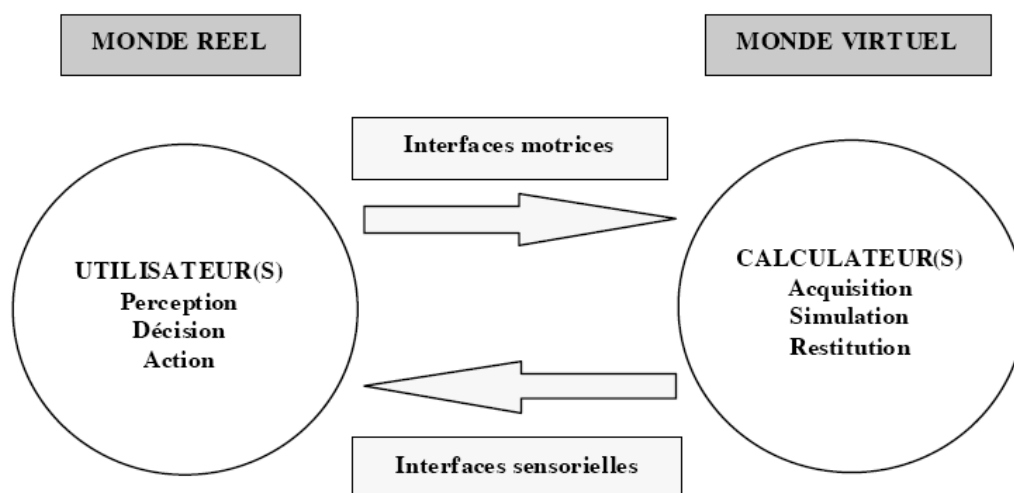 MONDE REEL
MONDE VIRTUEL
Interfaces motrices
UTILISATEUR(S)
Perception
Décision
Action
CALCULATEUR(S)
Acquisition
Simulation
Restitution
Interfaces sensorielles